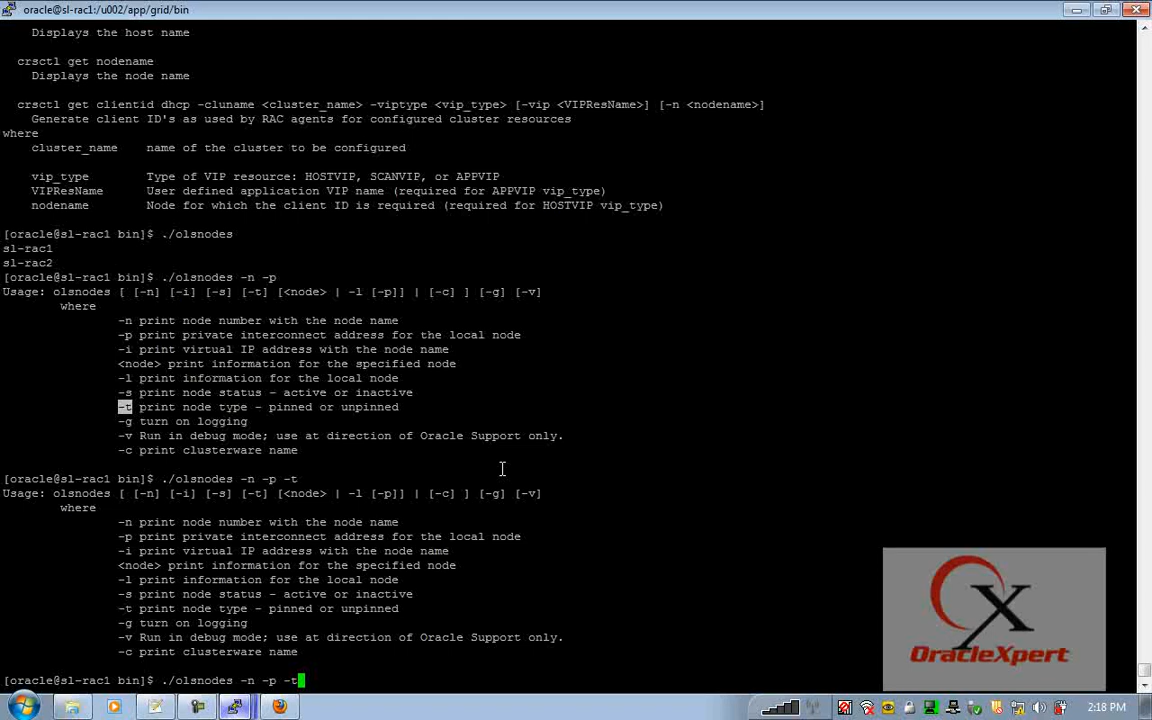 oracle@sl-rac1:/u002/app/grid/bin
Displays the host name
crsctl get nodename
Displays the node name
crsctl get clientid dhcp -cluname <cluster_name> -viptype <vip_type> [-vip <VIPResName>] [-n <nodename>]
Generate client ID's as used by RAC agents for configured cluster resources
where
cluster_name name of the cluster to be configured
vip_type Type of VIP resource: HOSTVIP, SCANVIP, or APPVIP
VIPResName User defined application VIP name (required for APPVIP vip_type)
nodename Node for which the client ID is required (required for HOSTVIP vip_type)
[oracle@sl-rac1 bin]$ ./olsnodes
sl-rac1
sl-rac2
[oracle@sl-rac1 bin]$ ./olsnodes -n -p
Usage: olsnodes [ [-n] [-i] [-s] [-t] [<node> | -l [-p]] | [-c] ] [-g] [-v]
where
-n print node number with the node name
-p print private interconnect address for the local node
-i print virtual IP address with the node name
<node> print information for the specified node
-l print information for the local node
-s print node status - active or inactive
-t print node type - pinned or unpinned
-g turn on logging
-v Run in debug mode; use at direction of Oracle Support only.
-c print clusterware name
[oracle@sl-rac1 bin]$ ./olsnodes -n -p -t
Usage: olsnodes [ [-n] [-i] [-s] [-t] [<node> | -l [-p]] | [-c] ] [-g] [-v]
where
-n print node number with the node name
-p print private interconnect address for the local node
-i print virtual IP address with the node name
<node> print information for the specified node
-l print information for the local node
-s print node status - active or inactive
-t print node type - pinned or unpinned
-g turn on logging
-v Run in debug mode; use at direction of Oracle Support only.
-c print clusterware name
[oracle@sl-rac1 bin]$ ./olsnodes -n -p -t
OracleXpert
2:18 PM